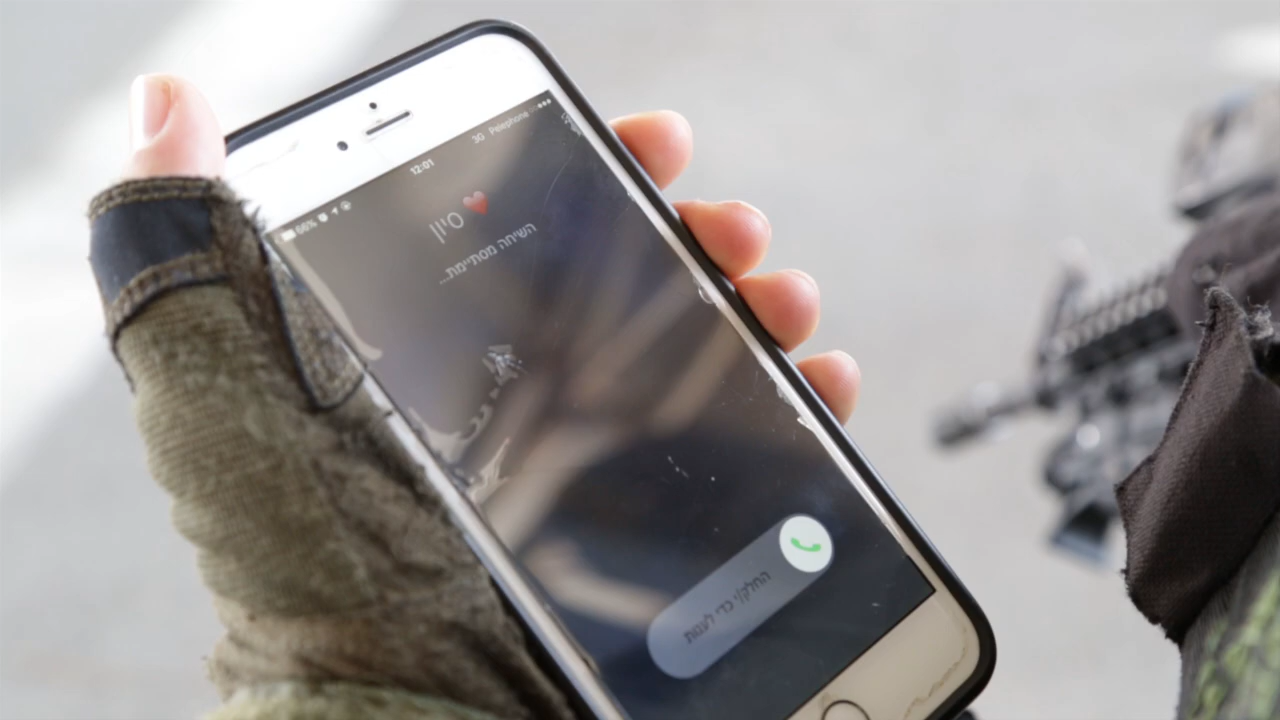 3G Pelephone
12:01
66%
סיון ❤️
השיחה מסתיימת...
החלק/י כדי לענות